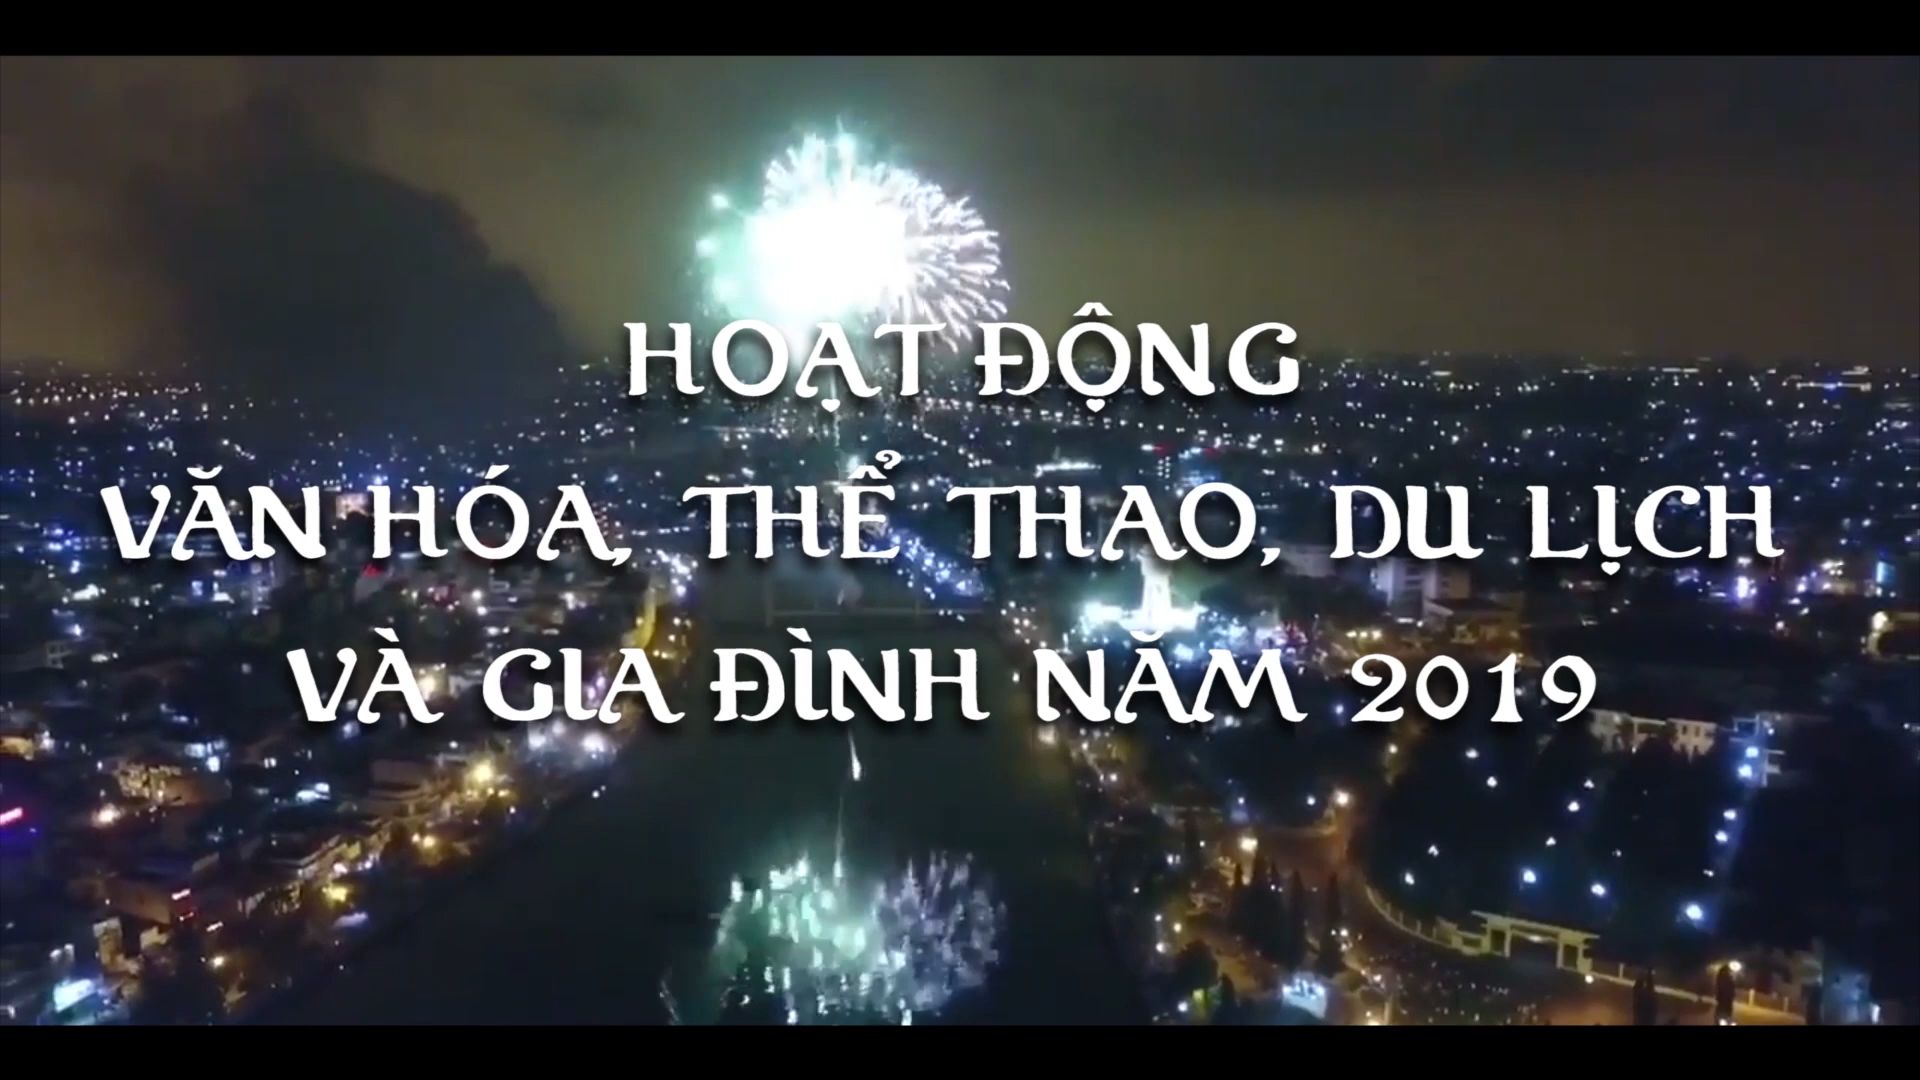 HOẠT ĐỘNG
VĂN HÓA, THỂ THAO, DU LỊCH
VÀ GIA ĐÌNH NĂM 2019